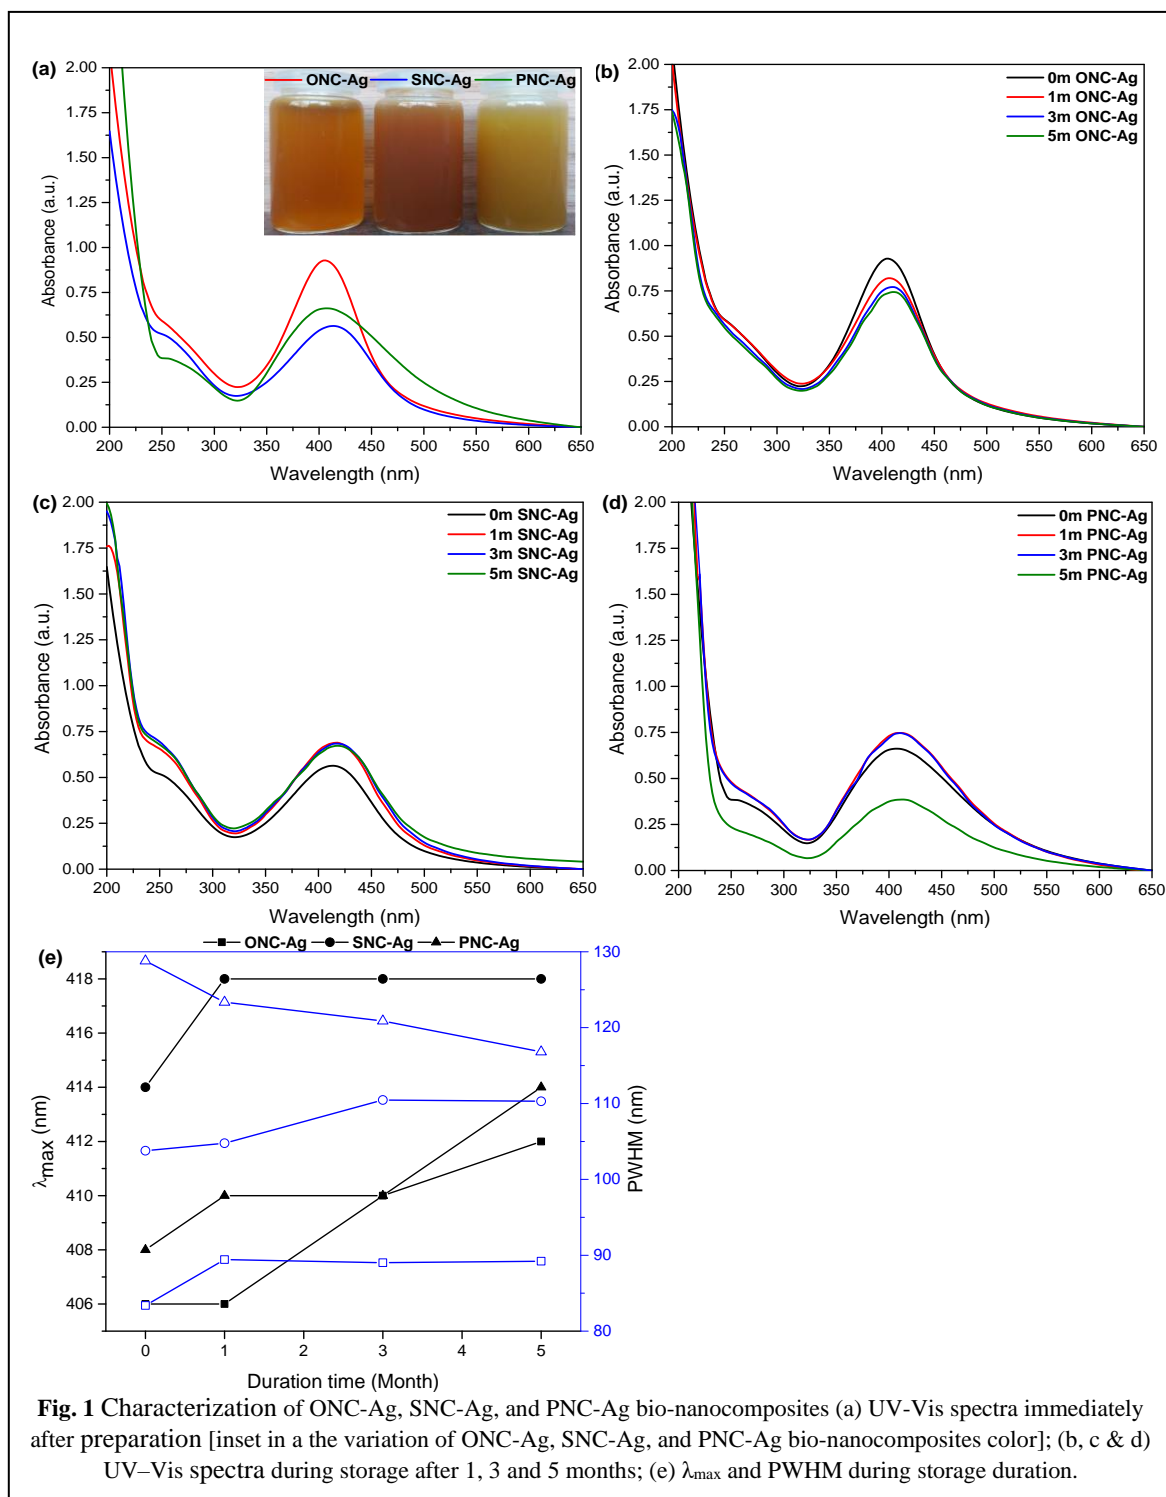 (a)
ONC-Ag SNC-Ag PNC-Ag
2.00
1.75
1.50
1.25
1.00
0.75
0.50
0.25
0.00
Absorbance (a.u.)
200 250 300 350 400 450 500 550 600 650
Wavelength (nm)
(b)
0m ONC-Ag
1m ONC-Ag
3m ONC-Ag
5m ONC-Ag
2.00
1.75
1.50
1.25
1.00
0.75
0.50
0.25
0.00
Absorbance (a.u.)
200 250 300 350 400 450 500 550 600 650
Wavelength (nm)
(c)
0m SNC-Ag
1m SNC-Ag
3m SNC-Ag
5m SNC-Ag
2.00
1.75
1.50
1.25
1.00
0.75
0.50
0.25
0.00
Absorbance (a.u.)
200 250 300 350 400 450 500 550 600 650
Wavelength (nm)
(d)
0m PNC-Ag
1m PNC-Ag
3m PNC-Ag
5m PNC-Ag
2.00
1.75
1.50
1.25
1.00
0.75
0.50
0.25
0.00
Absorbance (a.u.)
200 250 300 350 400 450 500 550 600 650
Wavelength (nm)
ONC-Ag SNC-Ag PNC-Ag
(e)
418
416
414
412
410
408
406
λmax (nm)
130
120
110
100
90
80
PWHM (nm)
0 1 2 3 4 5
Duration time (Month)
Fig. 1 Characterization of ONC-Ag, SNC-Ag, and PNC-Ag bio-nanocomposites (a) UV-Vis spectra immediately
after preparation [inset in a the variation of ONC-Ag, SNC-Ag, and PNC-Ag bio-nanocomposites color]; (b, c & d)
UV–Vis spectra during storage after 1, 3 and 5 months; (e) λmax and PWHM during storage duration.